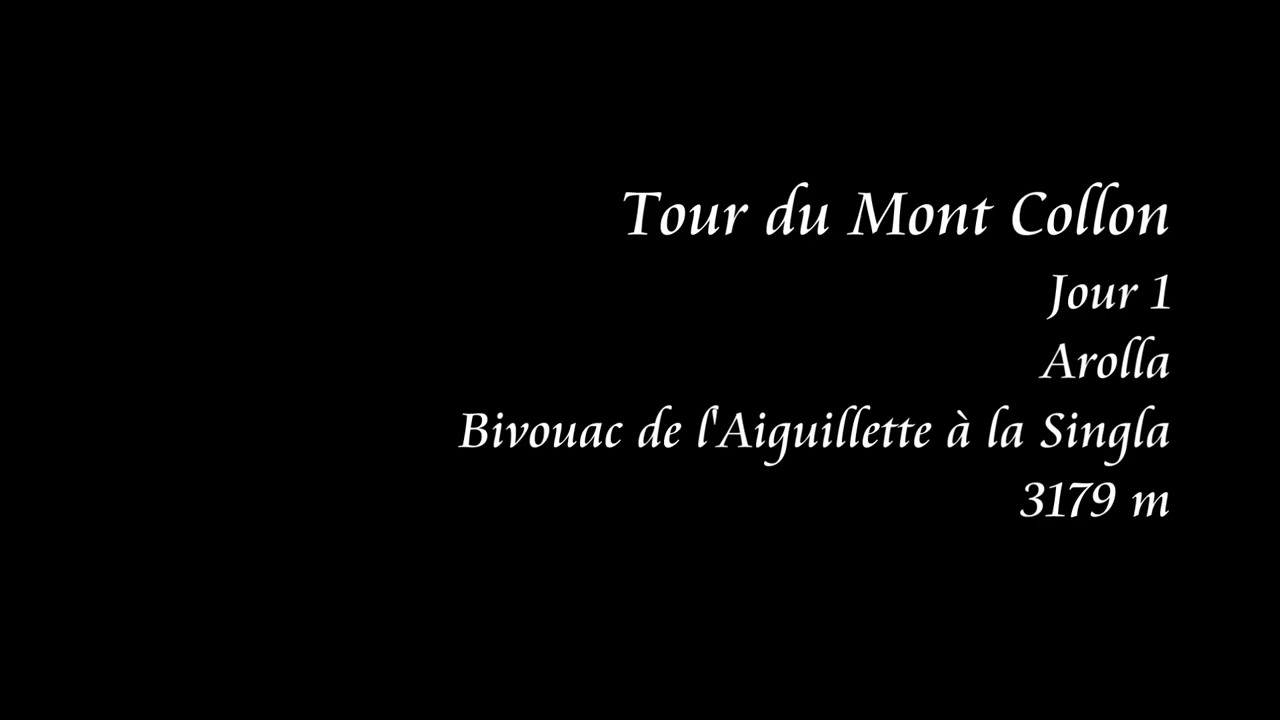 Tour du Mont Collon
Jour 1
Arolla
Bivouac de l'Aiguillette à la Singla
3179 m